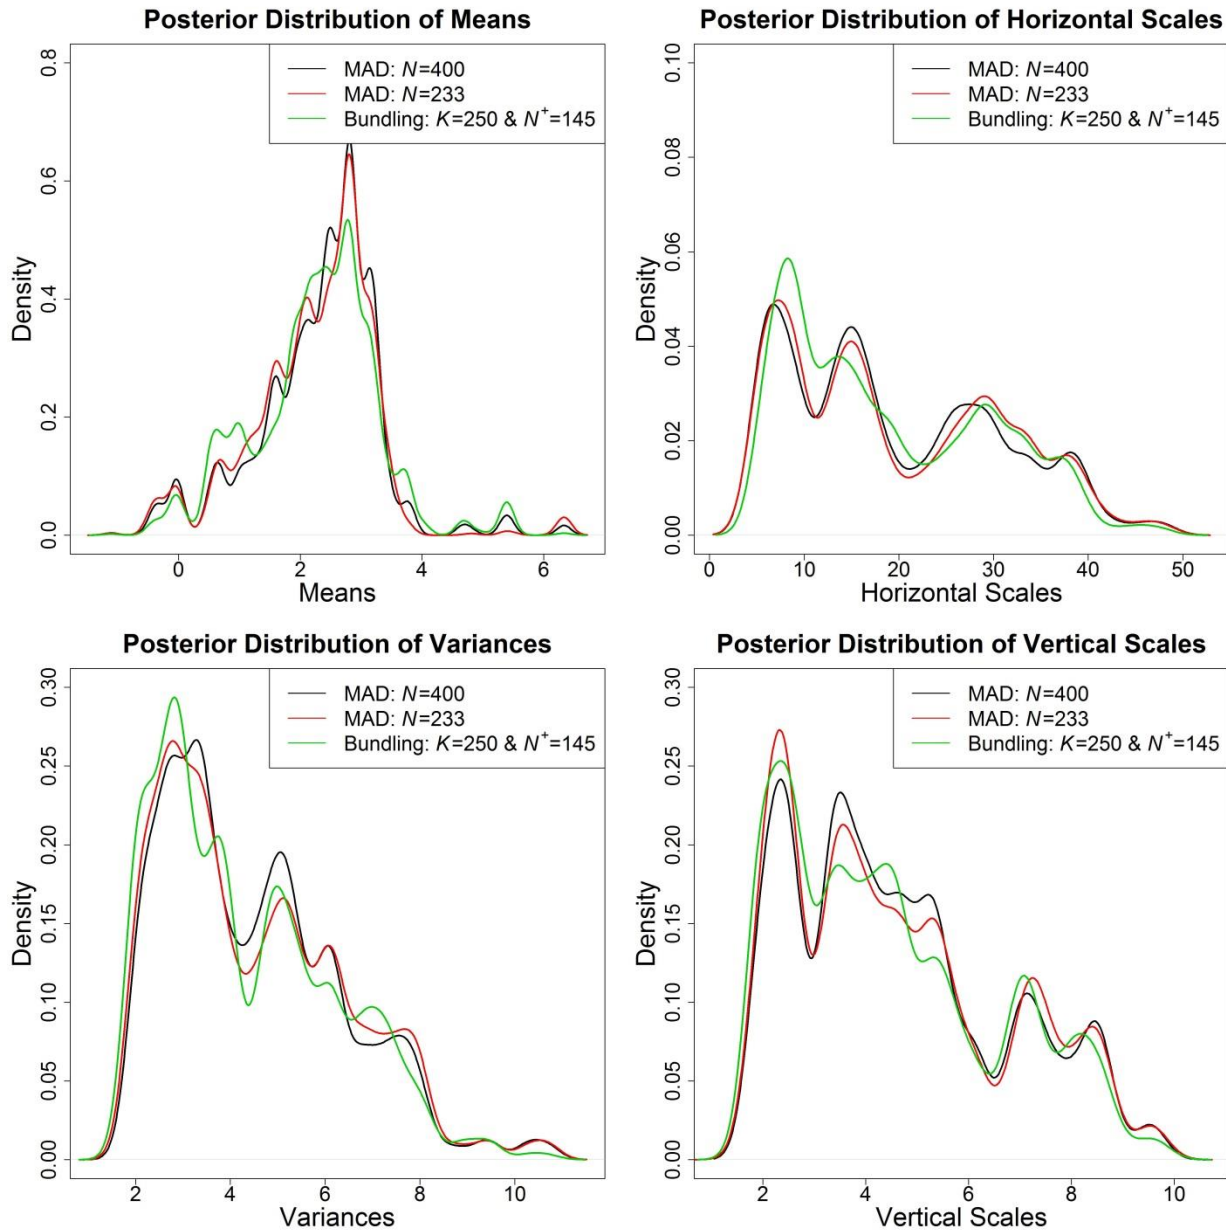 Posterior Distribution of Means
MAD: N=400
MAD: N=233
Bundling: K=250 & N⁺=145
Density
0.0 0.2 0.4 0.6 0.8
0 2 4 6
Means
Posterior Distribution of Horizontal Scales
MAD: N=400
MAD: N=233
Bundling: K=250 & N⁺=145
Density
0.00 0.02 0.04 0.06 0.08 0.10
0 10 20 30 40 50
Horizontal Scales
Posterior Distribution of Variances
MAD: N=400
MAD: N=233
Bundling: K=250 & N⁺=145
Density
0.00 0.05 0.10 0.15 0.20 0.25 0.30
2 4 6 8 10
Variances
Posterior Distribution of Vertical Scales
MAD: N=400
MAD: N=233
Bundling: K=250 & N⁺=145
Density
0.00 0.05 0.10 0.15 0.20 0.25 0.30
2 4 6 8 10
Vertical Scales